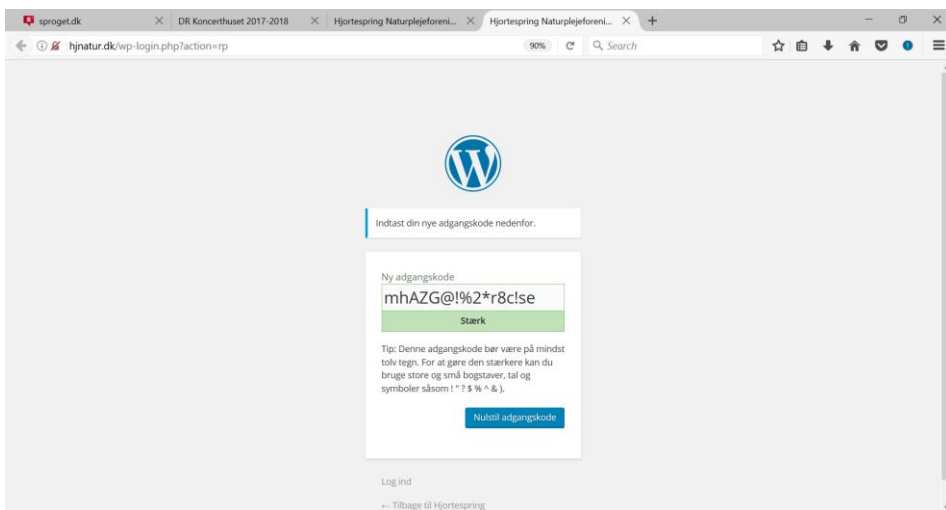 sproget.dk
DR Koncerthuset 2017-2018
Hjortespring Naturplejeforeni...
Hjortespring Naturplejeforeni...
hjnatur.dk/wp-login.php?action=rp
90%
Search
Indtast din nye adgangskode nedenfor.
Ny adgangskode
mhAZG@!%2*r8c!se
Stærk
Tip: Denne adgangskode bør være på mindst
tolv tegn. For at gøre den stærkere kan du
bruge store og små bogstaver, tal og
symboler såsom ! " ? $ % ^ & ).
Nulstil adgangskode
Log ind
← Tilbage til Hjortespring